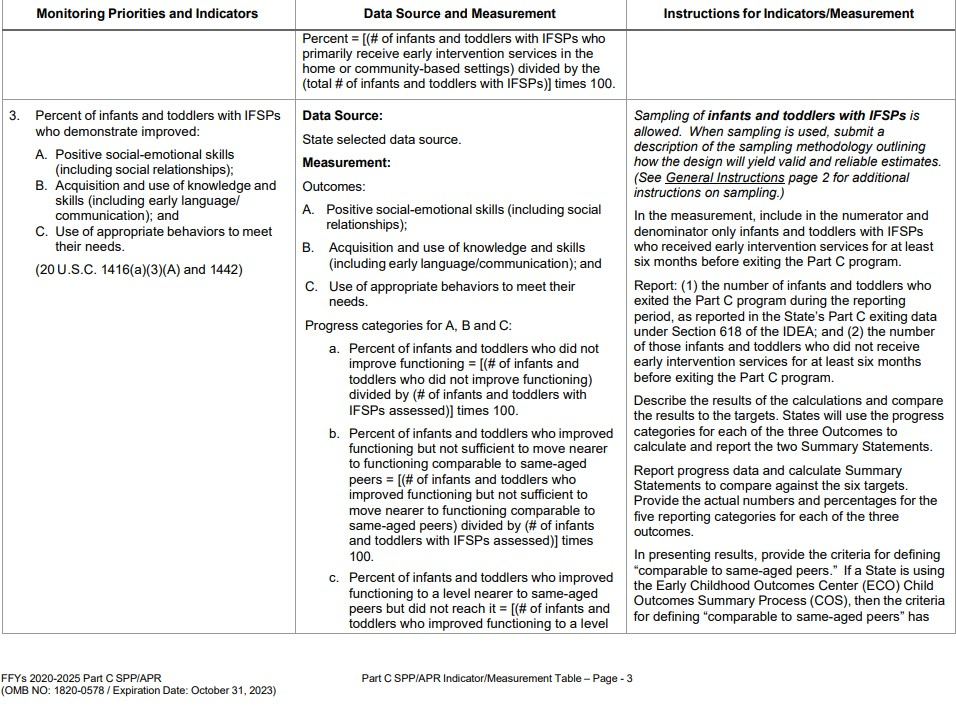 Monitoring Priorities and Indicators
Data Source and Measurement
Instructions for Indicators/Measurement
Percent = [(# of infants and toddlers with IFSPs who
primarily receive early intervention services in the
home or community-based settings) divided by the
(total # of infants and toddlers with IFSPs)] times 100.
3. Percent of infants and toddlers with IFSPs
who demonstrate improved:
A. Positive social-emotional skills
(including social relationships);
B. Acquisition and use of knowledge and
skills (including early language/
communication); and
C. Use of appropriate behaviors to meet
their needs.
(20 U.S.C. 1416(a)(3)(A) and 1442)
Data Source:
State selected data source.
Measurement:
Outcomes:
A. Positive social-emotional skills (including social
relationships);
B. Acquisition and use of knowledge and skills
(including early language/communication); and
C. Use of appropriate behaviors to meet their
needs.
Progress categories for A, B and C:
a. Percent of infants and toddlers who did not
improve functioning = [(# of infants and
toddlers who did not improve functioning)
divided by (# of infants and toddlers with
IFSPs assessed)] times 100.
b. Percent of infants and toddlers who improved
functioning but not sufficient to move nearer
to functioning comparable to same-aged
peers = [(# of infants and toddlers who
improved functioning but not sufficient to
move nearer to functioning comparable to
same-aged peers) divided by (# of infants
and toddlers with IFSPs assessed)] times
100.
c. Percent of infants and toddlers who improved
functioning to a level nearer to same-aged
peers but did not reach it = [(# of infants and
toddlers who improved functioning to a level
Sampling of infants and toddlers with IFSPs is
allowed. When sampling is used, submit a
description of the sampling methodology outlining
how the design will yield valid and reliable estimates.
(See General Instructions page 2 for additional
instructions on sampling.)
In the measurement, include in the numerator and
denominator only infants and toddlers with IFSPs
who received early intervention services for at least
six months before exiting the Part C program.
Report: (1) the number of infants and toddlers who
exited the Part C program during the reporting
period, as reported in the State's Part C exiting data
under Section 618 of the IDEA; and (2) the number
of those infants and toddlers who did not receive
early intervention services for at least six months
before exiting the Part C program.
Describe the results of the calculations and compare
the results to the targets. States will use the progress
categories for each of the three Outcomes to
calculate and report the two Summary Statements.
Report progress data and calculate Summary
Statements to compare against the six targets.
Provide the actual numbers and percentages for the
five reporting categories for each of the three
outcomes.
In presenting results, provide the criteria for defining
“comparable to same-aged peers.” If a State is using
the Early Childhood Outcomes Center (ECO) Child
Outcomes Summary Process (COS), then the criteria
for defining “comparable to same-aged peers” has
FFYs 2020-2025 Part C SPP/APR
(OMB NO: 1820-0578 / Expiration Date: October 31, 2023)
Part C SPP/APR Indicator/Measurement Table – Page - 3